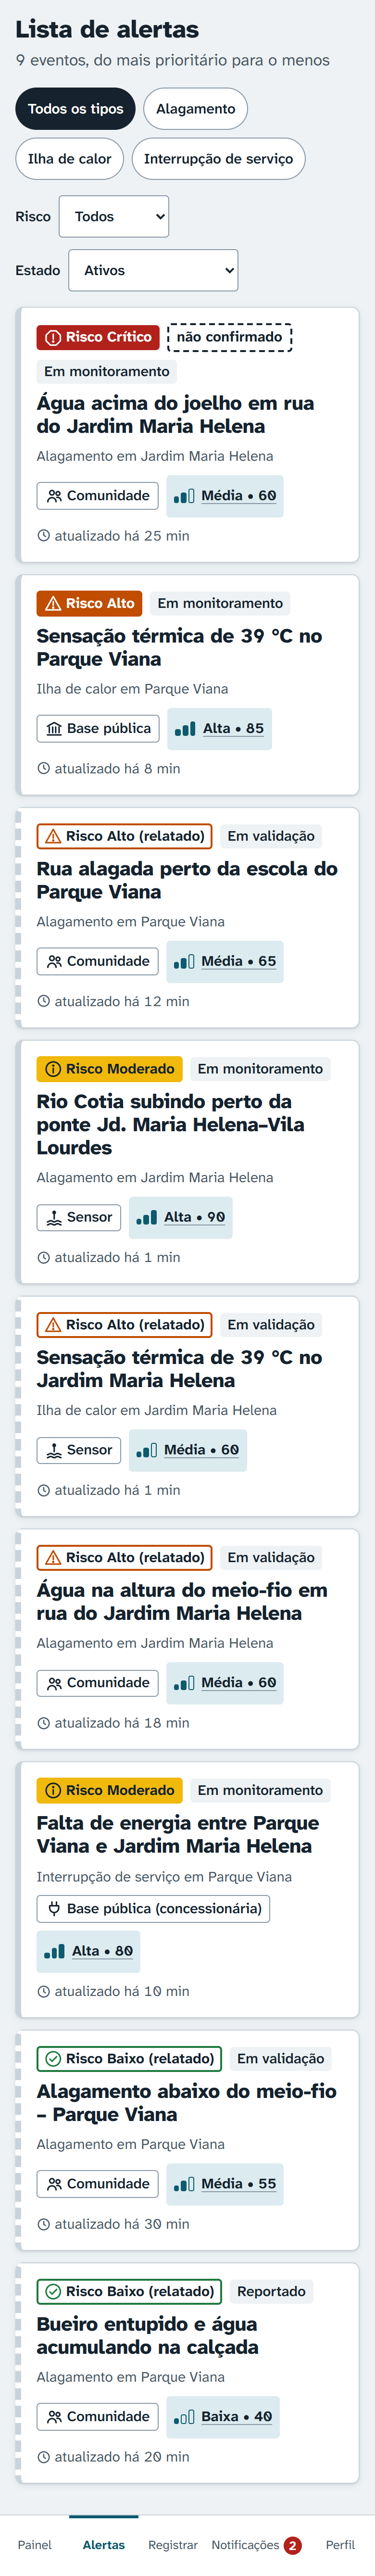 Lista de alertas
9 eventos, do mais prioritário para o menos
Todos os tipos
Alagamento
Ilha de calor
Interrupção de serviço
Risco
Todos
Estado
Ativos
Risco Crítico
não confirmado
Em monitoramento
Água acima do joelho em rua
do Jardim Maria Helena
Alagamento em Jardim Maria Helena
Comunidade
Média • 60
atualizado há 25 min
Risco Alto
Em monitoramento
Sensação térmica de 39 °C no
Parque Viana
Ilha de calor em Parque Viana
Base pública
Alta • 85
atualizado há 8 min
Risco Alto (relatado)
Em validação
Rua alagada perto da escola do
Parque Viana
Alagamento em Parque Viana
Comunidade
Média • 65
atualizado há 12 min
Risco Moderado
Em monitoramento
Rio Cotia subindo perto da
ponte Jd. Maria Helena–Vila
Lourdes
Alagamento em Jardim Maria Helena
Sensor
Alta • 90
atualizado há 1 min
Risco Alto (relatado)
Em validação
Sensação térmica de 39 °C no
Jardim Maria Helena
Ilha de calor em Jardim Maria Helena
Sensor
Média • 60
atualizado há 1 min
Risco Alto (relatado)
Em validação
Água na altura do meio-fio em
rua do Jardim Maria Helena
Alagamento em Jardim Maria Helena
Comunidade
Média • 60
atualizado há 18 min
Risco Moderado
Em monitoramento
Falta de energia entre Parque
Viana e Jardim Maria Helena
Interrupção de serviço em Parque Viana
Base pública (concessionária)
Alta • 80
atualizado há 10 min
Risco Baixo (relatado)
Em validação
Alagamento abaixo do meio-fio
– Parque Viana
Alagamento em Parque Viana
Comunidade
Média • 55
atualizado há 30 min
Risco Baixo (relatado)
Reportado
Bueiro entupido e água
acumulando na calçada
Alagamento em Parque Viana
Comunidade
Baixa • 40
atualizado há 20 min
Painel
Alertas
Registrar
Notificações 2
Perfil